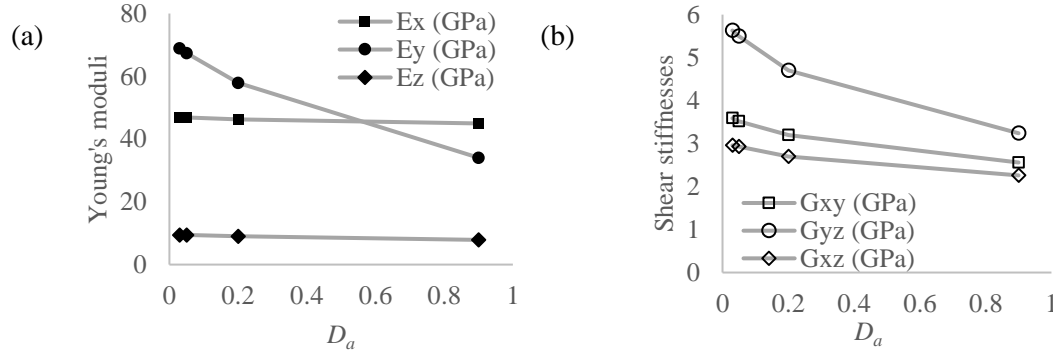 (a)
Young's moduli
80
60
40
20
0
Ex (GPa)
Ey (GPa)
Ez (GPa)
0 0.2 0.4 0.6 0.8 1
Da
(b)
Shear stiffnesses
6
5
4
3
2
1
0
Gxy (GPa)
Gyz (GPa)
Gxz (GPa)
0 0.2 0.4 0.6 0.8 1
Da